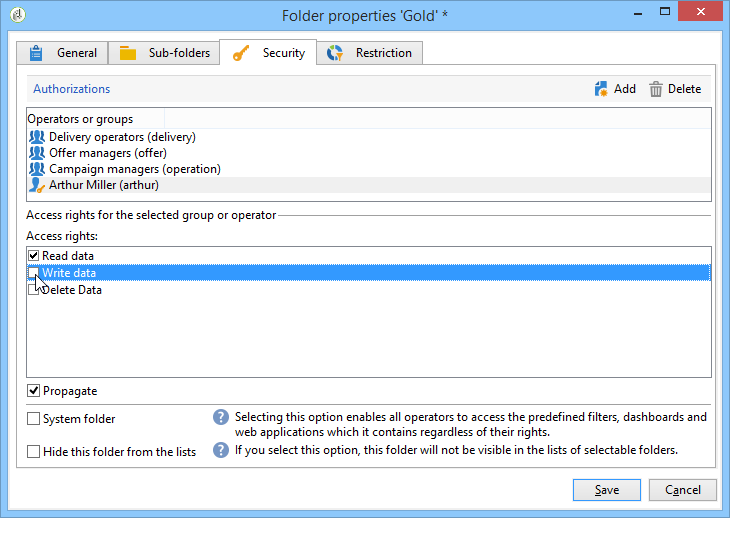 Folder properties 'Gold' *
General
Sub-folders
Security
Restriction
Authorizations
Add
Delete
Operators or groups
Delivery operators (delivery)
Offer managers (offer)
Campaign managers (operation)
Arthur Miller (arthur)
Access rights for the selected group or operator
Access rights:
Read data
Write data
Delete Data
Propagate
System folder
Selecting this option enables all operators to access the predefined filters, dashboards and
web applications which it contains regardless of their rights.
Hide this folder from the lists
If you select this option, this folder will not be visible in the lists of selectable folders.
Save
Cancel